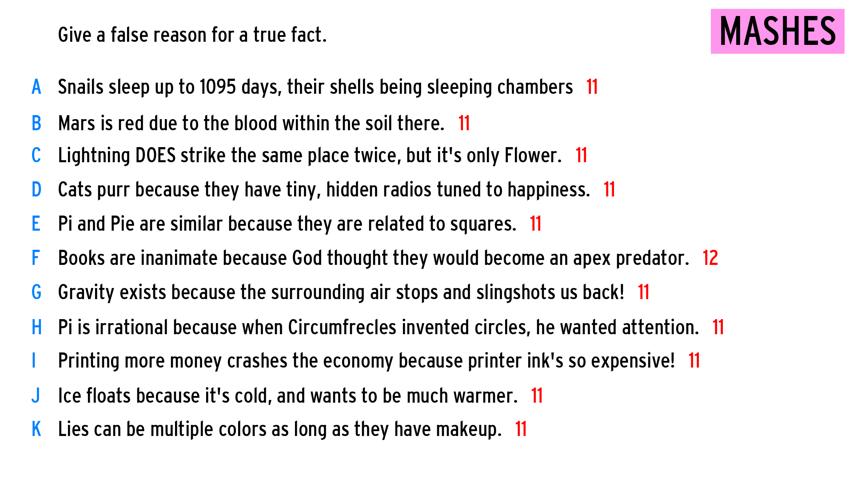 Give a false reason for a true fact.
MASHES
A Snails sleep up to 1095 days, their shells being sleeping chambers 11
B Mars is red due to the blood within the soil there. 11
C Lightning DOES strike the same place twice, but it's only Flower. 11
D Cats purr because they have tiny, hidden radios tuned to happiness. 11
E Pi and Pie are similar because they are related to squares. 11
F Books are inanimate because God thought they would become an apex predator. 12
G Gravity exists because the surrounding air stops and slingshots us back! 11
H Pi is irrational because when Circumfrecles invented circles, he wanted attention. 11
I Printing more money crashes the economy because printer ink's so expensive! 11
J Ice floats because it's cold, and wants to be much warmer. 11
K Lies can be multiple colors as long as they have makeup. 11